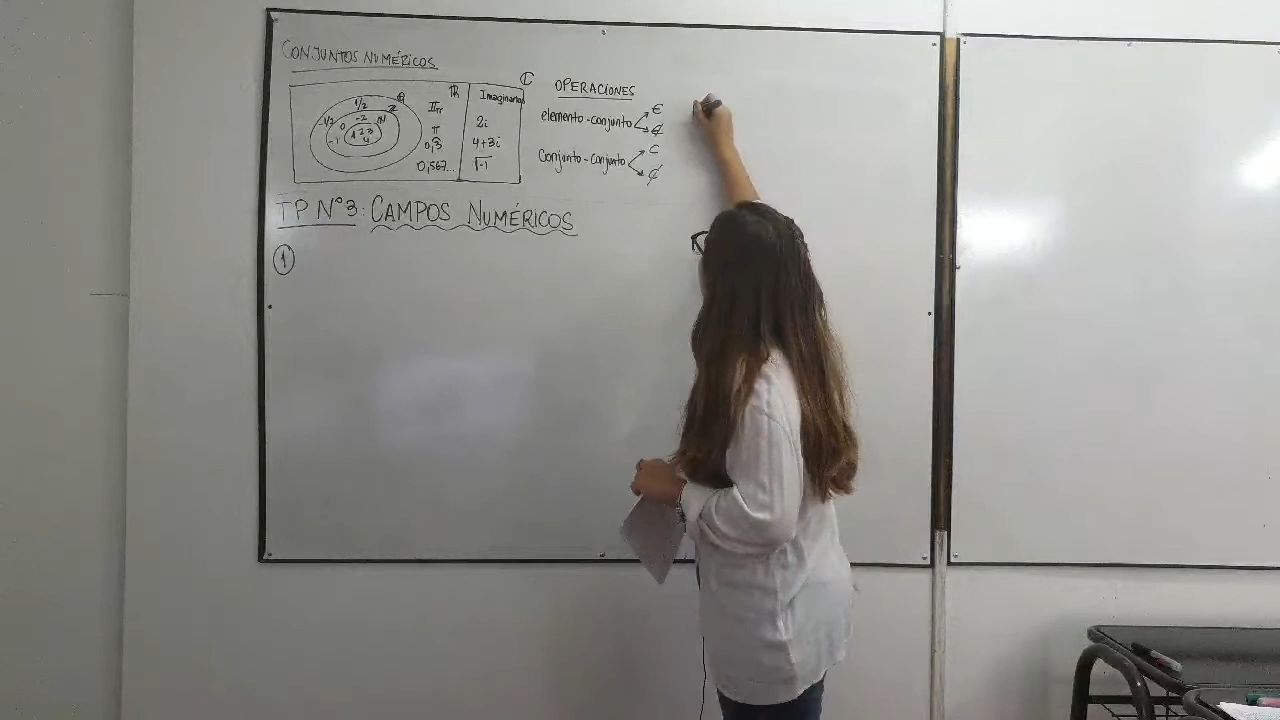 CONJUNTOS NUMÉRICOS
ℂ
ℝ
Imaginarios
ℚ
1/2
ℤ
-1/2
-2
ℕ
0
-1
1 2 3
4
π
0,3
0,567...
2i
4+3i
√-1
OPERACIONES
elemento-conjunto
∈
∉
Conjunto-conjunto
⊂
⊄
TP N°3: CAMPOS NUMÉRICOS
1